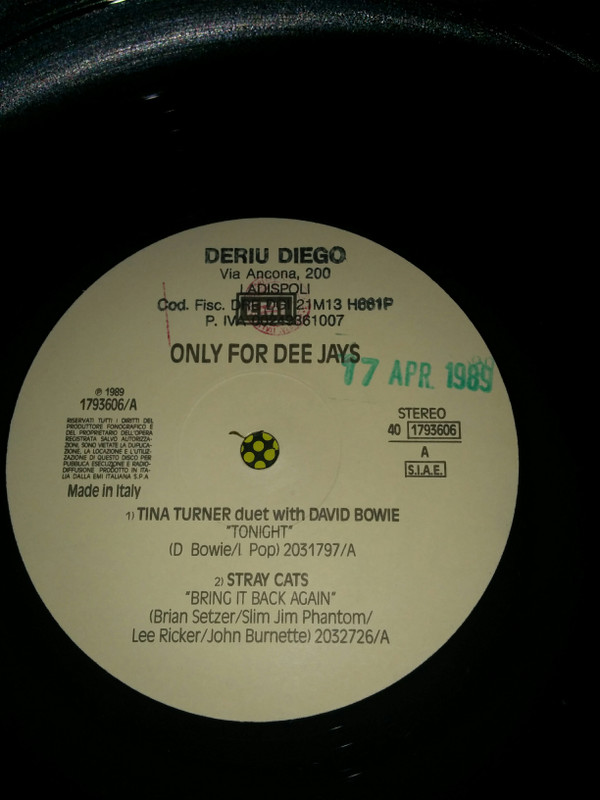 DERIU DIEGO
Via Ancona, 200
LADISPOLI
Cod. Fisc. 21M13 H661P
EMI
P. IVA 361007
ONLY FOR DEE JAYS
17 APR. 1989
℗ 1989
1793606/A
RISERVATI TUTTI I DIRITTI DEL
PRODUTTORE FONOGRAFICO E
DEL PROPRIETARIO DELL'OPERA
REGISTRATA SALVO AUTORIZZA-
ZIONI, SONO VIETATE LA DUPLICA-
ZIONE, LA LOCAZIONE E L'UTILIZ-
ZAZIONE DI QUESTO DISCO PER
PUBBLICA ESECUZIONE E RADIO-
DIFFUSIONE PRODOTTO IN ITA-
LIA DALLA EMI ITALIANA S.P.A
Made in Italy
STEREO
40 1793606
A
S.I.A.E.
1) TINA TURNER duet with DAVID BOWIE
"TONIGHT"
(D. Bowie/I. Pop) 2031797/A
2) STRAY CATS
"BRING IT BACK AGAIN"
(Brian Setzer/Slim Jim Phantom/
Lee Ricker/John Burnette) 2032726/A